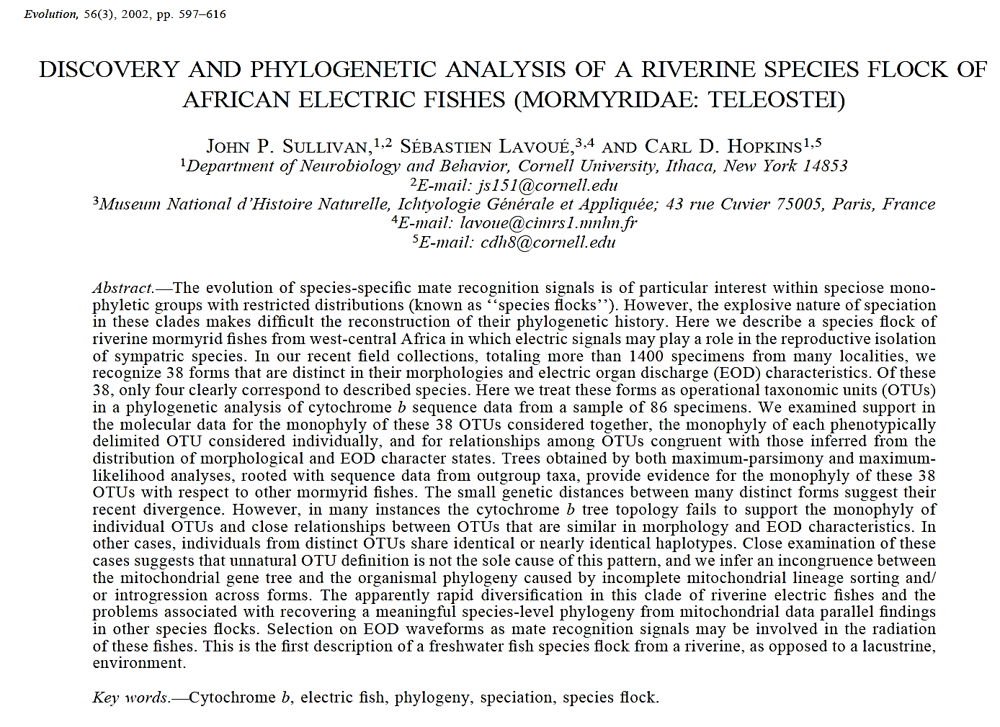 Evolution, 56(3), 2002, pp. 597–616
DISCOVERY AND PHYLOGENETIC ANALYSIS OF A RIVERINE SPECIES FLOCK OF
AFRICAN ELECTRIC FISHES (MORMYRIDAE: TELEOSTEI)
JOHN P. SULLIVAN,1,2 SÉBASTIEN LAVOUÉ,3,4 AND CARL D. HOPKINS1,5
1Department of Neurobiology and Behavior, Cornell University, Ithaca, New York 14853
2E-mail: js151@cornell.edu
3Museum National d'Histoire Naturelle, Ichtyologie Générale et Appliquée; 43 rue Cuvier 75005, Paris, France
4E-mail: lavoue@cimrs1.mnhn.fr
5E-mail: cdh8@cornell.edu
Abstract.—The evolution of species-specific mate recognition signals is of particular interest within speciose mono-
phyletic groups with restricted distributions (known as ‘‘species flocks’’). However, the explosive nature of speciation
in these clades makes difficult the reconstruction of their phylogenetic history. Here we describe a species flock of
riverine mormyrid fishes from west-central Africa in which electric signals may play a role in the reproductive isolation
of sympatric species. In our recent field collections, totaling more than 1400 specimens from many localities, we
recognize 38 forms that are distinct in their morphologies and electric organ discharge (EOD) characteristics. Of these
38, only four clearly correspond to described species. Here we treat these forms as operational taxonomic units (OTUs)
in a phylogenetic analysis of cytochrome b sequence data from a sample of 86 specimens. We examined support in
the molecular data for the monophyly of these 38 OTUs considered together, the monophyly of each phenotypically
delimited OTU considered individually, and for relationships among OTUs congruent with those inferred from the
distribution of morphological and EOD character states. Trees obtained by both maximum-parsimony and maximum-
likelihood analyses, rooted with sequence data from outgroup taxa, provide evidence for the monophyly of these 38
OTUs with respect to other mormyrid fishes. The small genetic distances between many distinct forms suggest their
recent divergence. However, in many instances the cytochrome b tree topology fails to support the monophyly of
individual OTUs and close relationships between OTUs that are similar in morphology and EOD characteristics. In
other cases, individuals from distinct OTUs share identical or nearly identical haplotypes. Close examination of these
cases suggests that unnatural OTU definition is not the sole cause of this pattern, and we infer an incongruence between
the mitochondrial gene tree and the organismal phylogeny caused by incomplete mitochondrial lineage sorting and/
or introgression across forms. The apparently rapid diversification in this clade of riverine electric fishes and the
problems associated with recovering a meaningful species-level phylogeny from mitochondrial data parallel findings
in other species flocks. Selection on EOD waveforms as mate recognition signals may be involved in the radiation
of these fishes. This is the first description of a freshwater fish species flock from a riverine, as opposed to a lacustrine,
environment.
Key words.—Cytochrome b, electric fish, phylogeny, speciation, species flock.